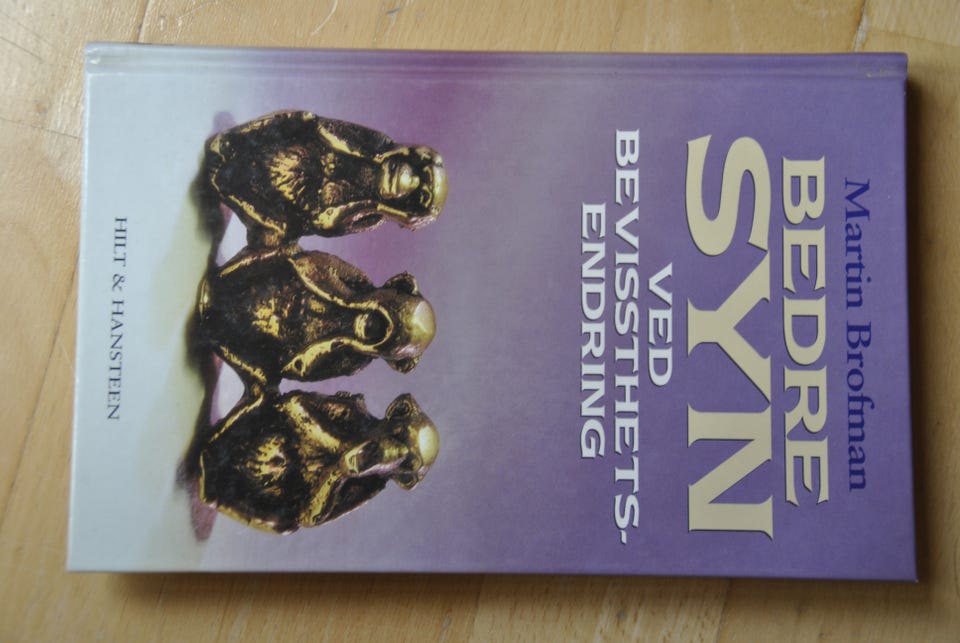 Martin Brofman
BEDRE
SYN
VED
BEVISSTHETS-
ENDRING
HILT & HANSTEEN